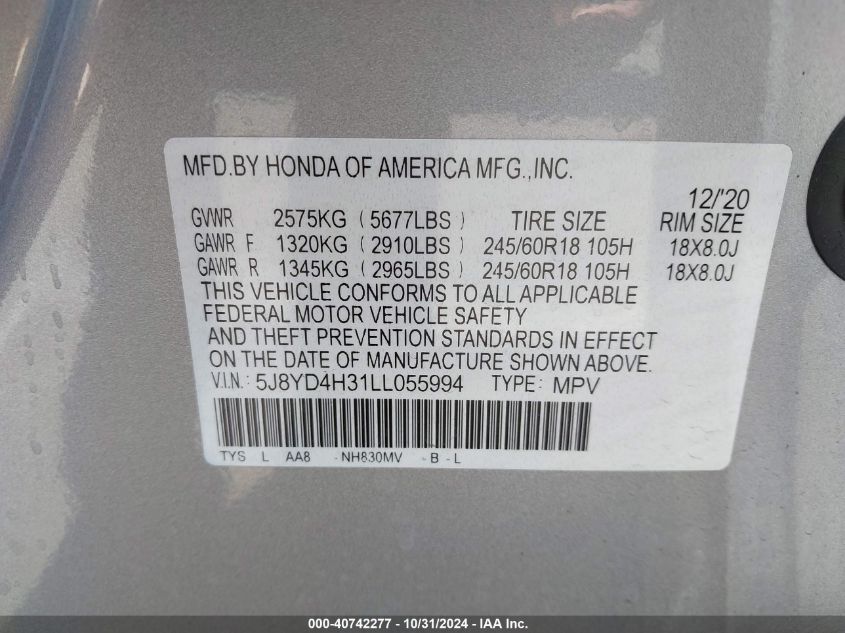 MFD.BY HONDA OF AMERICA MFG.,INC.
12/'20
GVWR 2575KG (5677LBS) TIRE SIZE RIM SIZE
GAWR F 1320KG (2910LBS) 245/60R18 105H 18X8.0J
GAWR R 1345KG (2965LBS) 245/60R18 105H 18X8.0J
THIS VEHICLE CONFORMS TO ALL APPLICABLE
FEDERAL MOTOR VEHICLE SAFETY
AND THEFT PREVENTION STANDARDS IN EFFECT
ON THE DATE OF MANUFACTURE SHOWN ABOVE.
V.I.N.: 5J8YD4H31LL055994 TYPE: MPV
TYS L AA8 -NH830MV -B -L
000-40742277 - 10/31/2024 - IAA Inc.